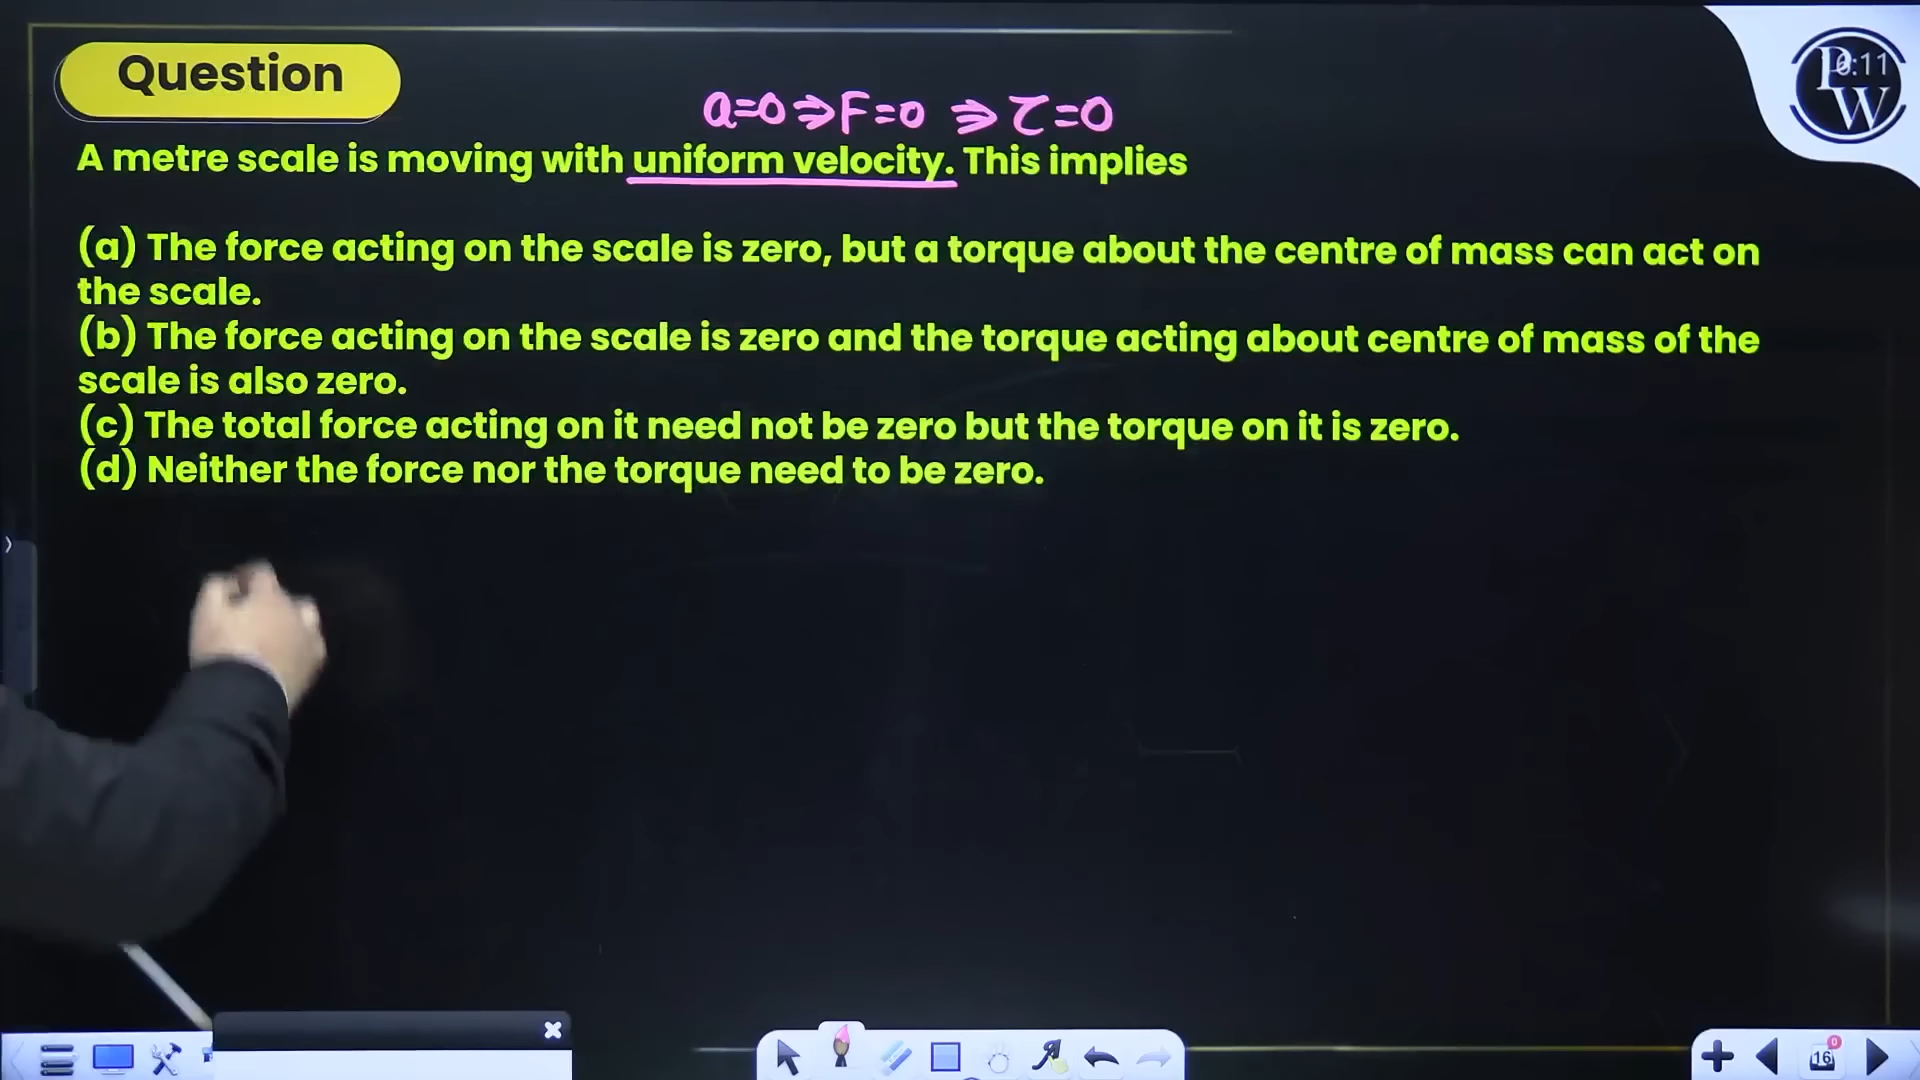 Question
a=0⇒F=0 ⇒τ=0
A metre scale is moving with uniform velocity. This implies
(a) The force acting on the scale is zero, but a torque about the centre of mass can act on
the scale.
(b) The force acting on the scale is zero and the torque acting about centre of mass of the
scale is also zero.
(c) The total force acting on it need not be zero but the torque on it is zero.
(d) Neither the force nor the torque need to be zero.
PW
16
0